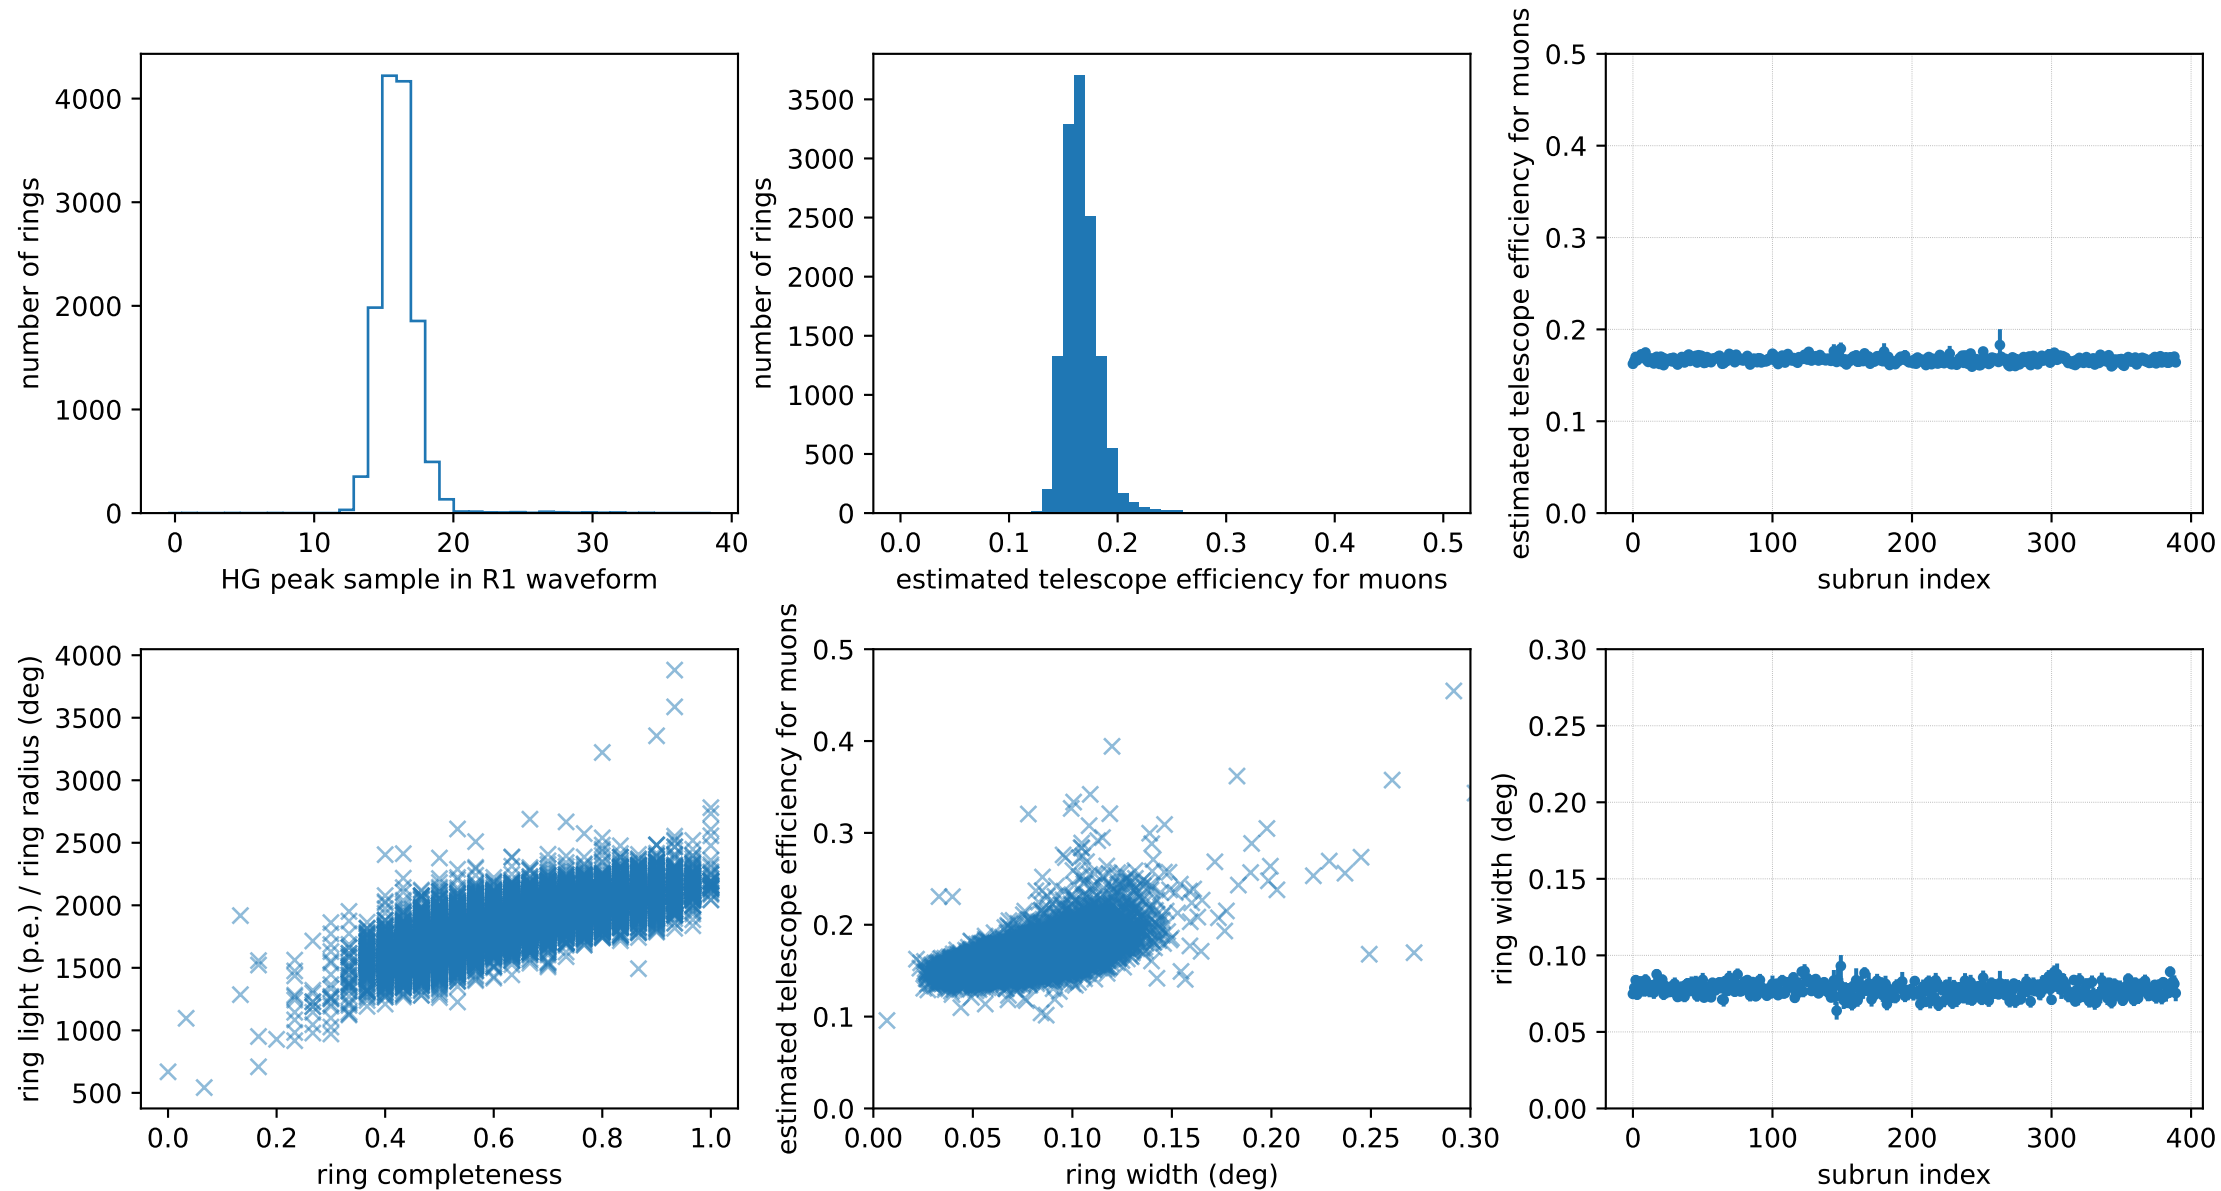 number of rings
4000
3000
2000
1000
0
0 10 20 30 40
HG peak sample in R1 waveform
number of rings
3500
3000
2500
2000
1500
1000
500
0
0.0 0.1 0.2 0.3 0.4 0.5
estimated telescope efficiency for muons
estimated telescope efficiency for muons
0.5
0.4
0.3
0.2
0.1
0.0
0 100 200 300 400
subrun index
ring light (p.e.) / ring radius (deg)
4000
3500
3000
2500
2000
1500
1000
500
0.0 0.2 0.4 0.6 0.8 1.0
ring completeness
estimated telescope efficiency for muons
0.5
0.4
0.3
0.2
0.1
0.0
0.00 0.05 0.10 0.15 0.20 0.25 0.30
ring width (deg)
ring width (deg)
0.30
0.25
0.20
0.15
0.10
0.05
0.00
0 100 200 300 400
subrun index